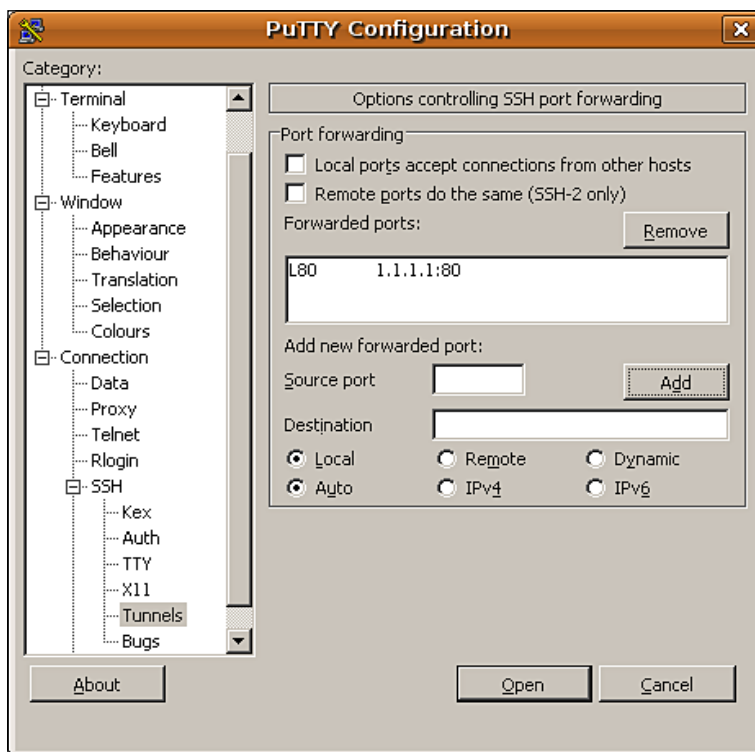 PuTTY Configuration
Category:
Terminal
Keyboard
Bell
Features
Window
Appearance
Behaviour
Translation
Selection
Colours
Connection
Data
Proxy
Telnet
Rlogin
SSH
Kex
Auth
TTY
X11
Tunnels
Bugs
Options controlling SSH port forwarding
Port forwarding
Local ports accept connections from other hosts
Remote ports do the same (SSH-2 only)
Forwarded ports:
Remove
L80 1.1.1.1:80
Add new forwarded port:
Source port
Add
Destination
Local Remote Dynamic
Auto IPv4 IPv6
About
Open
Cancel